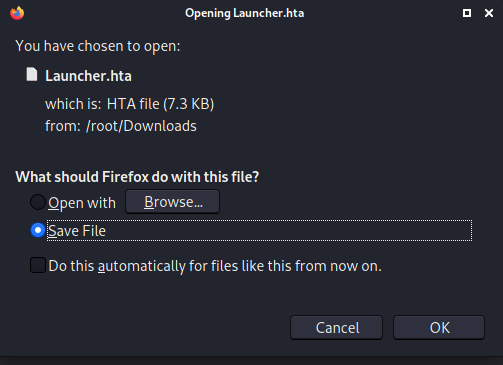 Opening Launcher.hta
You have chosen to open:
Launcher.hta
which is: HTA file (7.3 KB)
from: /root/Downloads
What should Firefox do with this file?
Open with
Browse...
Save File
Do this automatically for files like this from now on.
Cancel
OK